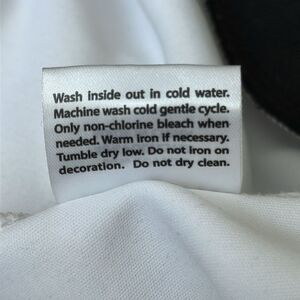 Wash inside out in cold water.
Machine wash cold gentle cycle.
Only non-chlorine bleach when
needed. Warm iron if necessary.
Tumble dry low. Do not iron on
decoration. Do not dry clean.